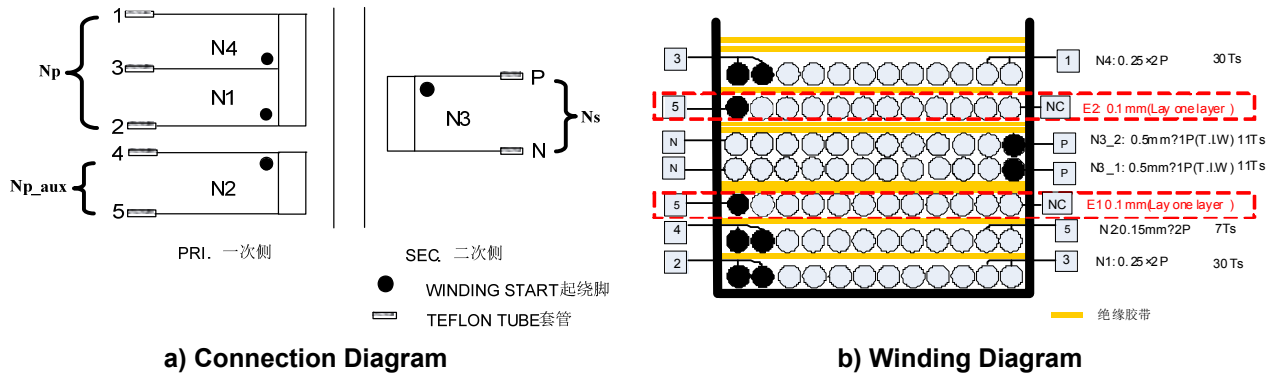 1
N4
Np
3
N1
2
4
Np_aux
N2
5
P
N3
Ns
N
PRI. 一次侧
SEC. 二次侧
WINDING START起绕脚
TEFLON TUBE套管
a) Connection Diagram
3
1
N4: 0.25×2P 30Ts
5
NC
E2: 0.1mm(Lay one layer )
N
P
N3_2: 0.5mm?1P(T.I.W) 11Ts
N
P
N3_1: 0.5mm?1P(T.I.W) 11Ts
5
NC
E1:0.1mm(Lay one layer )
4
5
N2:0.15mm?2P 7Ts
2
3
N1: 0.25×2P 30Ts
绝缘胶带
b) Winding Diagram